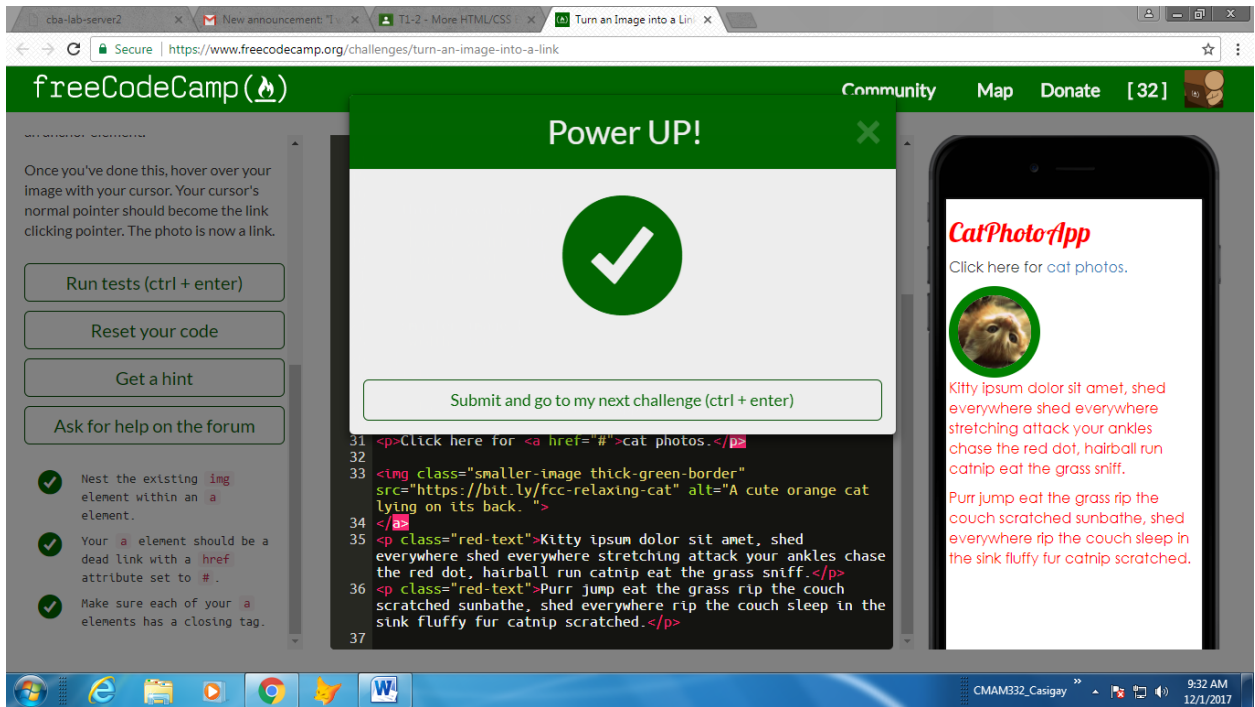 cba-lab-server2
New announcement: "I
T1-2 - More HTML/CSS
Turn an Image into a Lin
Secure
https://www.freecodecamp.org/challenges/turn-an-image-into-a-link
freeCodeCamp
Community
Map
Donate
[ 32 ]
Once you've done this, hover over your
image with your cursor. Your cursor's
normal pointer should become the link
clicking pointer. The photo is now a link.
Run tests (ctrl + enter)
Reset your code
Get a hint
Ask for help on the forum
Nest the existing img
element within an a
element.
Your a element should be a
dead link with a href
attribute set to # .
Make sure each of your a
elements has a closing tag.
Power UP!
Submit and go to my next challenge (ctrl + enter)
31 <p>Click here for <a href="#">cat photos.</p>
32
33 <img class="smaller-image thick-green-border"
src="https://bit.ly/fcc-relaxing-cat" alt="A cute orange cat
lying on its back. ">
34 </a>
35 <p class="red-text">Kitty ipsum dolor sit amet, shed
everywhere shed everywhere stretching attack your ankles chase
the red dot, hairball run catnip eat the grass sniff.</p>
36 <p class="red-text">Purr jump eat the grass rip the couch
scratched sunbathe, shed everywhere rip the couch sleep in the
sink fluffy fur catnip scratched.</p>
37
CatPhotoApp
Click here for cat photos.
Kitty ipsum dolor sit amet, shed
everywhere shed everywhere
stretching attack your ankles
chase the red dot, hairball run
catnip eat the grass sniff.
Purr jump eat the grass rip the
couch scratched sunbathe, shed
everywhere rip the couch sleep in
the sink fluffy fur catnip scratched.
CMAM332_Casigay
9:32 AM
12/1/2017